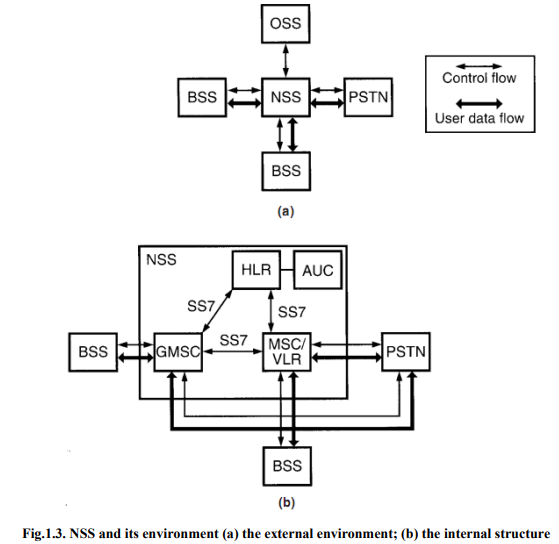 OSS
BSS NSS PSTN
BSS
(a)
Control flow
User data flow
NSS
HLR AUC
SS7 SS7
SS7
BSS GMSC MSC/ PSTN
VLR
BSS
(b)
Fig.1.3. NSS and its environment (a) the external environment; (b) the internal structure